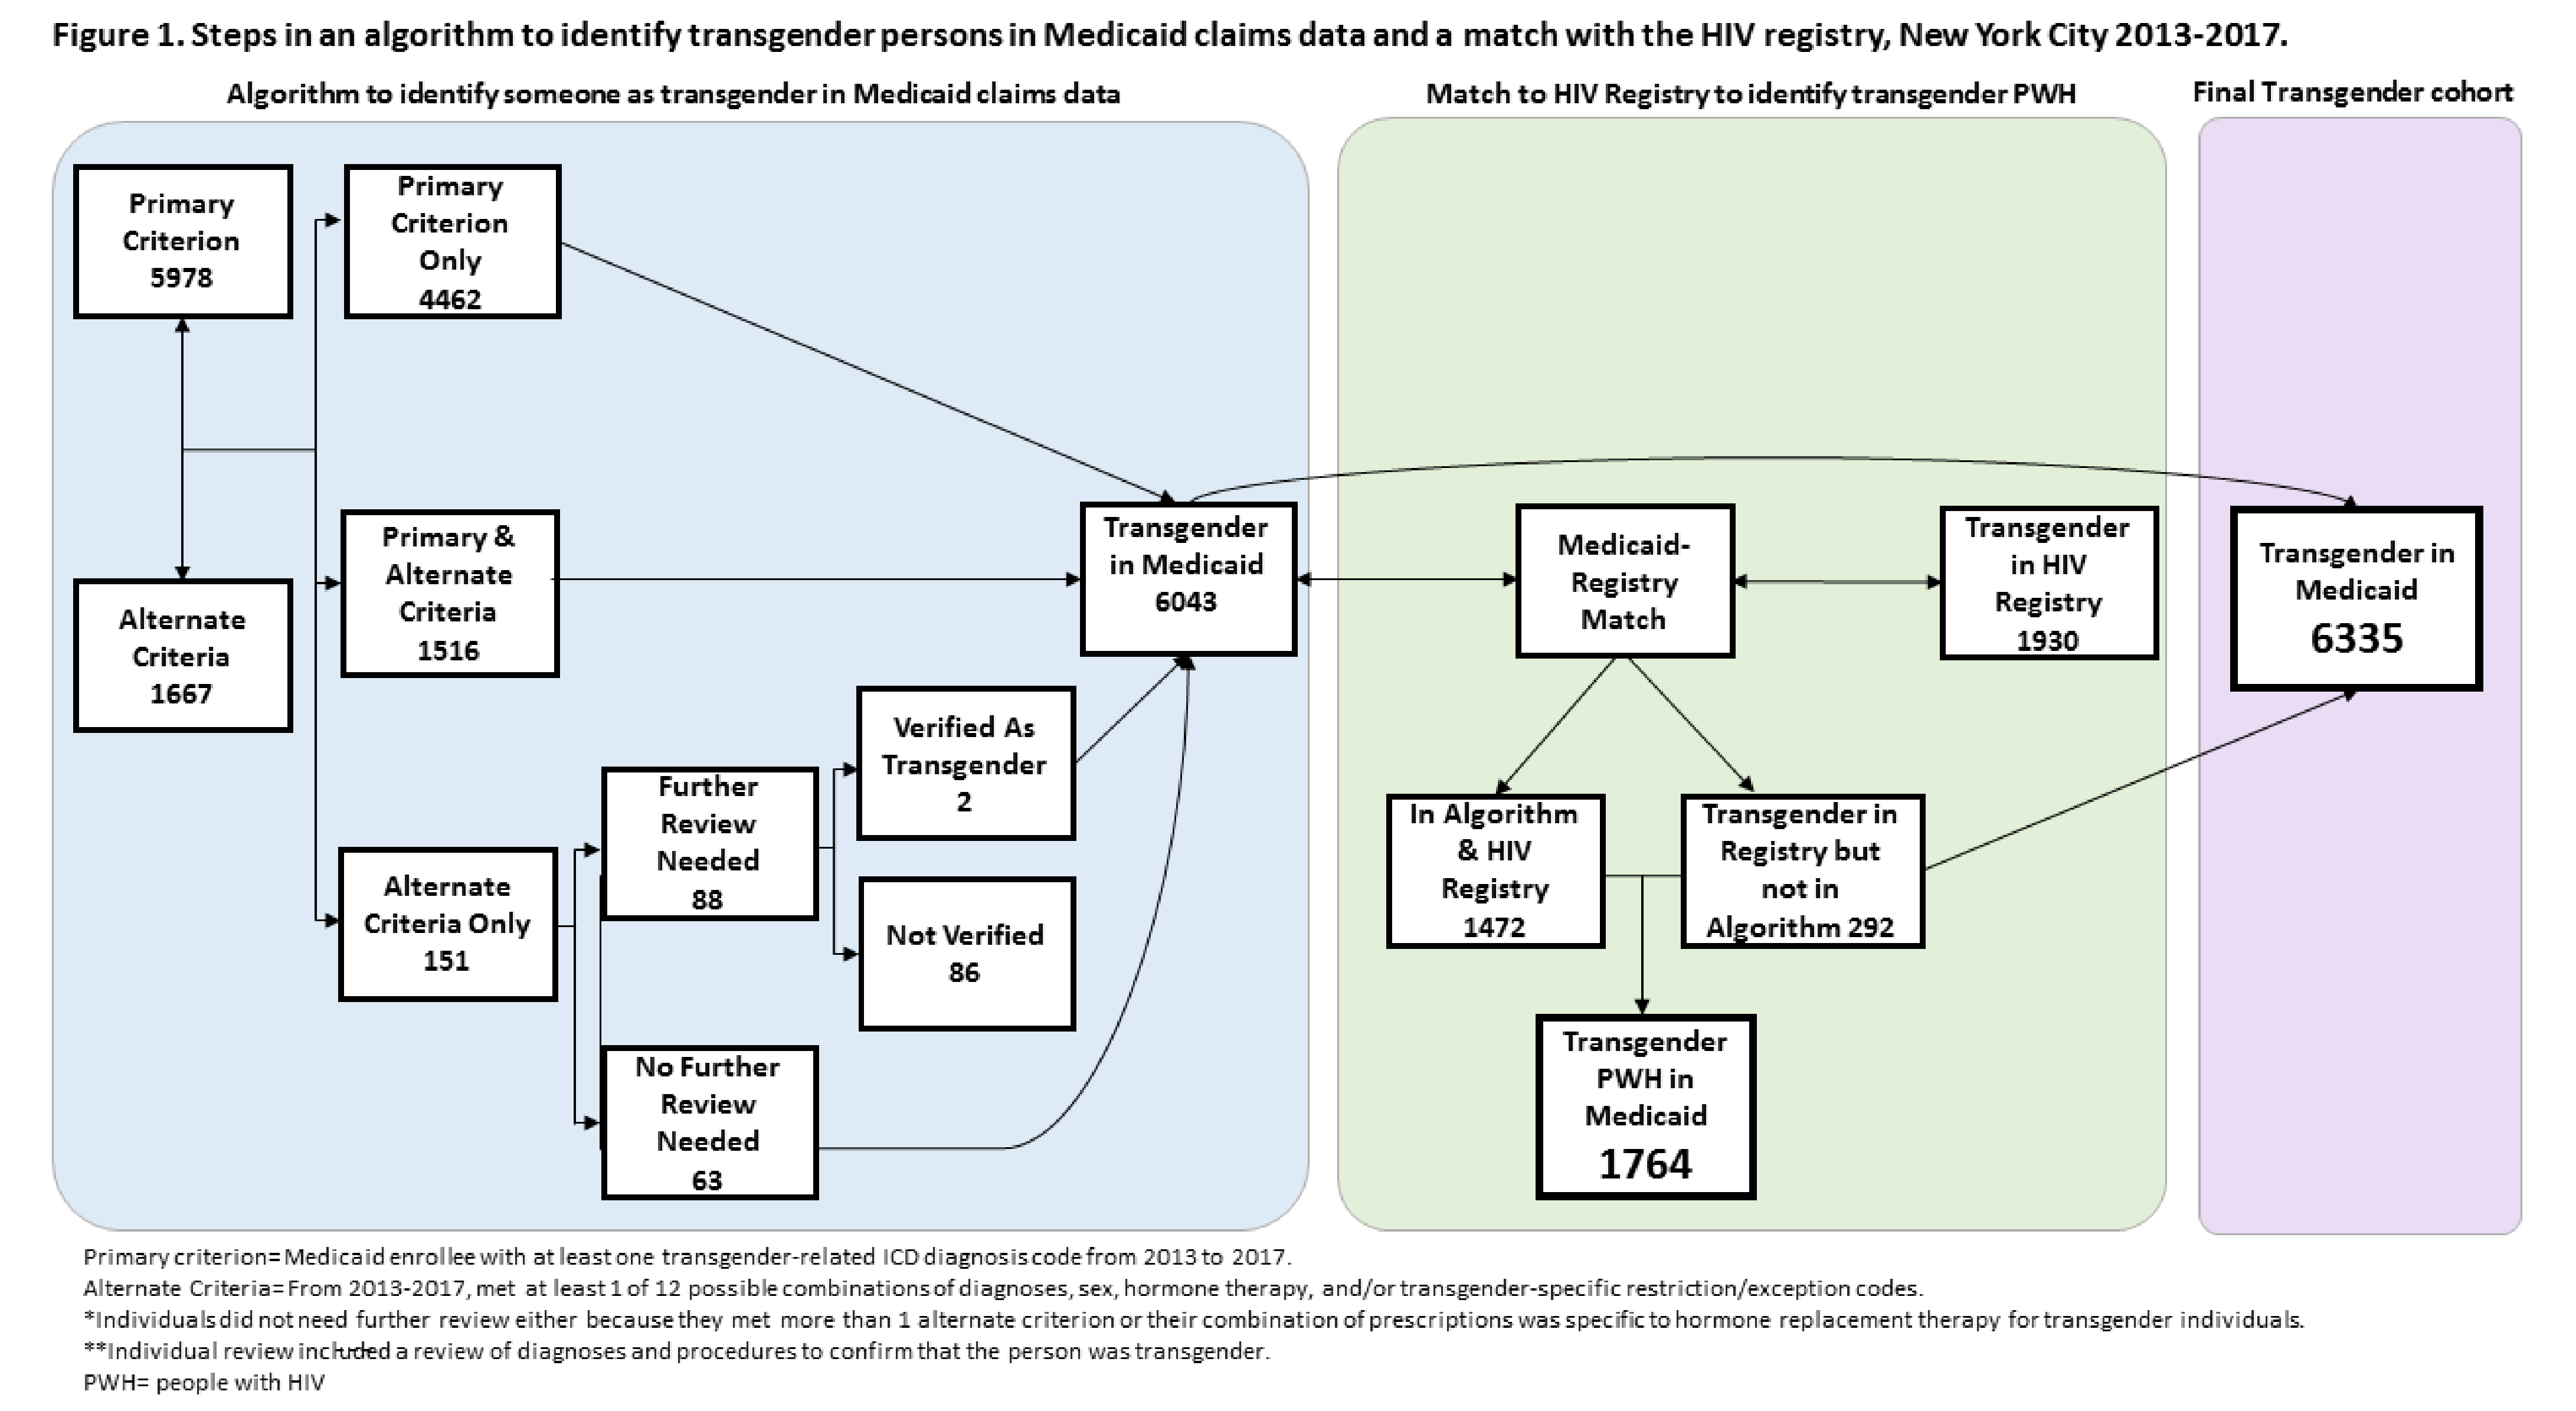 Figure 1. Steps in an algorithm to identify transgender persons in Medicaid claims data and a match with the HIV registry, New York City 2013-2017.
Algorithm to identify someone as transgender in Medicaid claims data
Match to HIV Registry to identify transgender PWH
Final Transgender cohort
Primary
Criterion
5978
Primary
Criterion
Only
4462
Alternate
Criteria
1667
Primary &
Alternate
Criteria
1516
Alternate
Criteria Only
151
Further
Review
Needed
88
No Further
Review
Needed
63
Verified As
Transgender
2
Not Verified
86
Transgender
in Medicaid
6043
Medicaid-
Registry
Match
Transgender
in HIV
Registry
1930
In Algorithm
& HIV
Registry
1472
Transgender in
Registry but
not in
Algorithm 292
Transgender
PWH in
Medicaid
1764
Transgender in
Medicaid
6335
Primary criterion= Medicaid enrollee with at least one transgender-related ICD diagnosis code from 2013 to 2017.
Alternate Criteria= From 2013-2017, met at least 1 of 12 possible combinations of diagnoses, sex, hormone therapy, and/or transgender-specific restriction/exception codes.
*Individuals did not need further review either because they met more than 1 alternate criterion or their combination of prescriptions was specific to hormone replacement therapy for transgender individuals.
**Individual review included a review of diagnoses and procedures to confirm that the person was transgender.
PWH= people with HIV